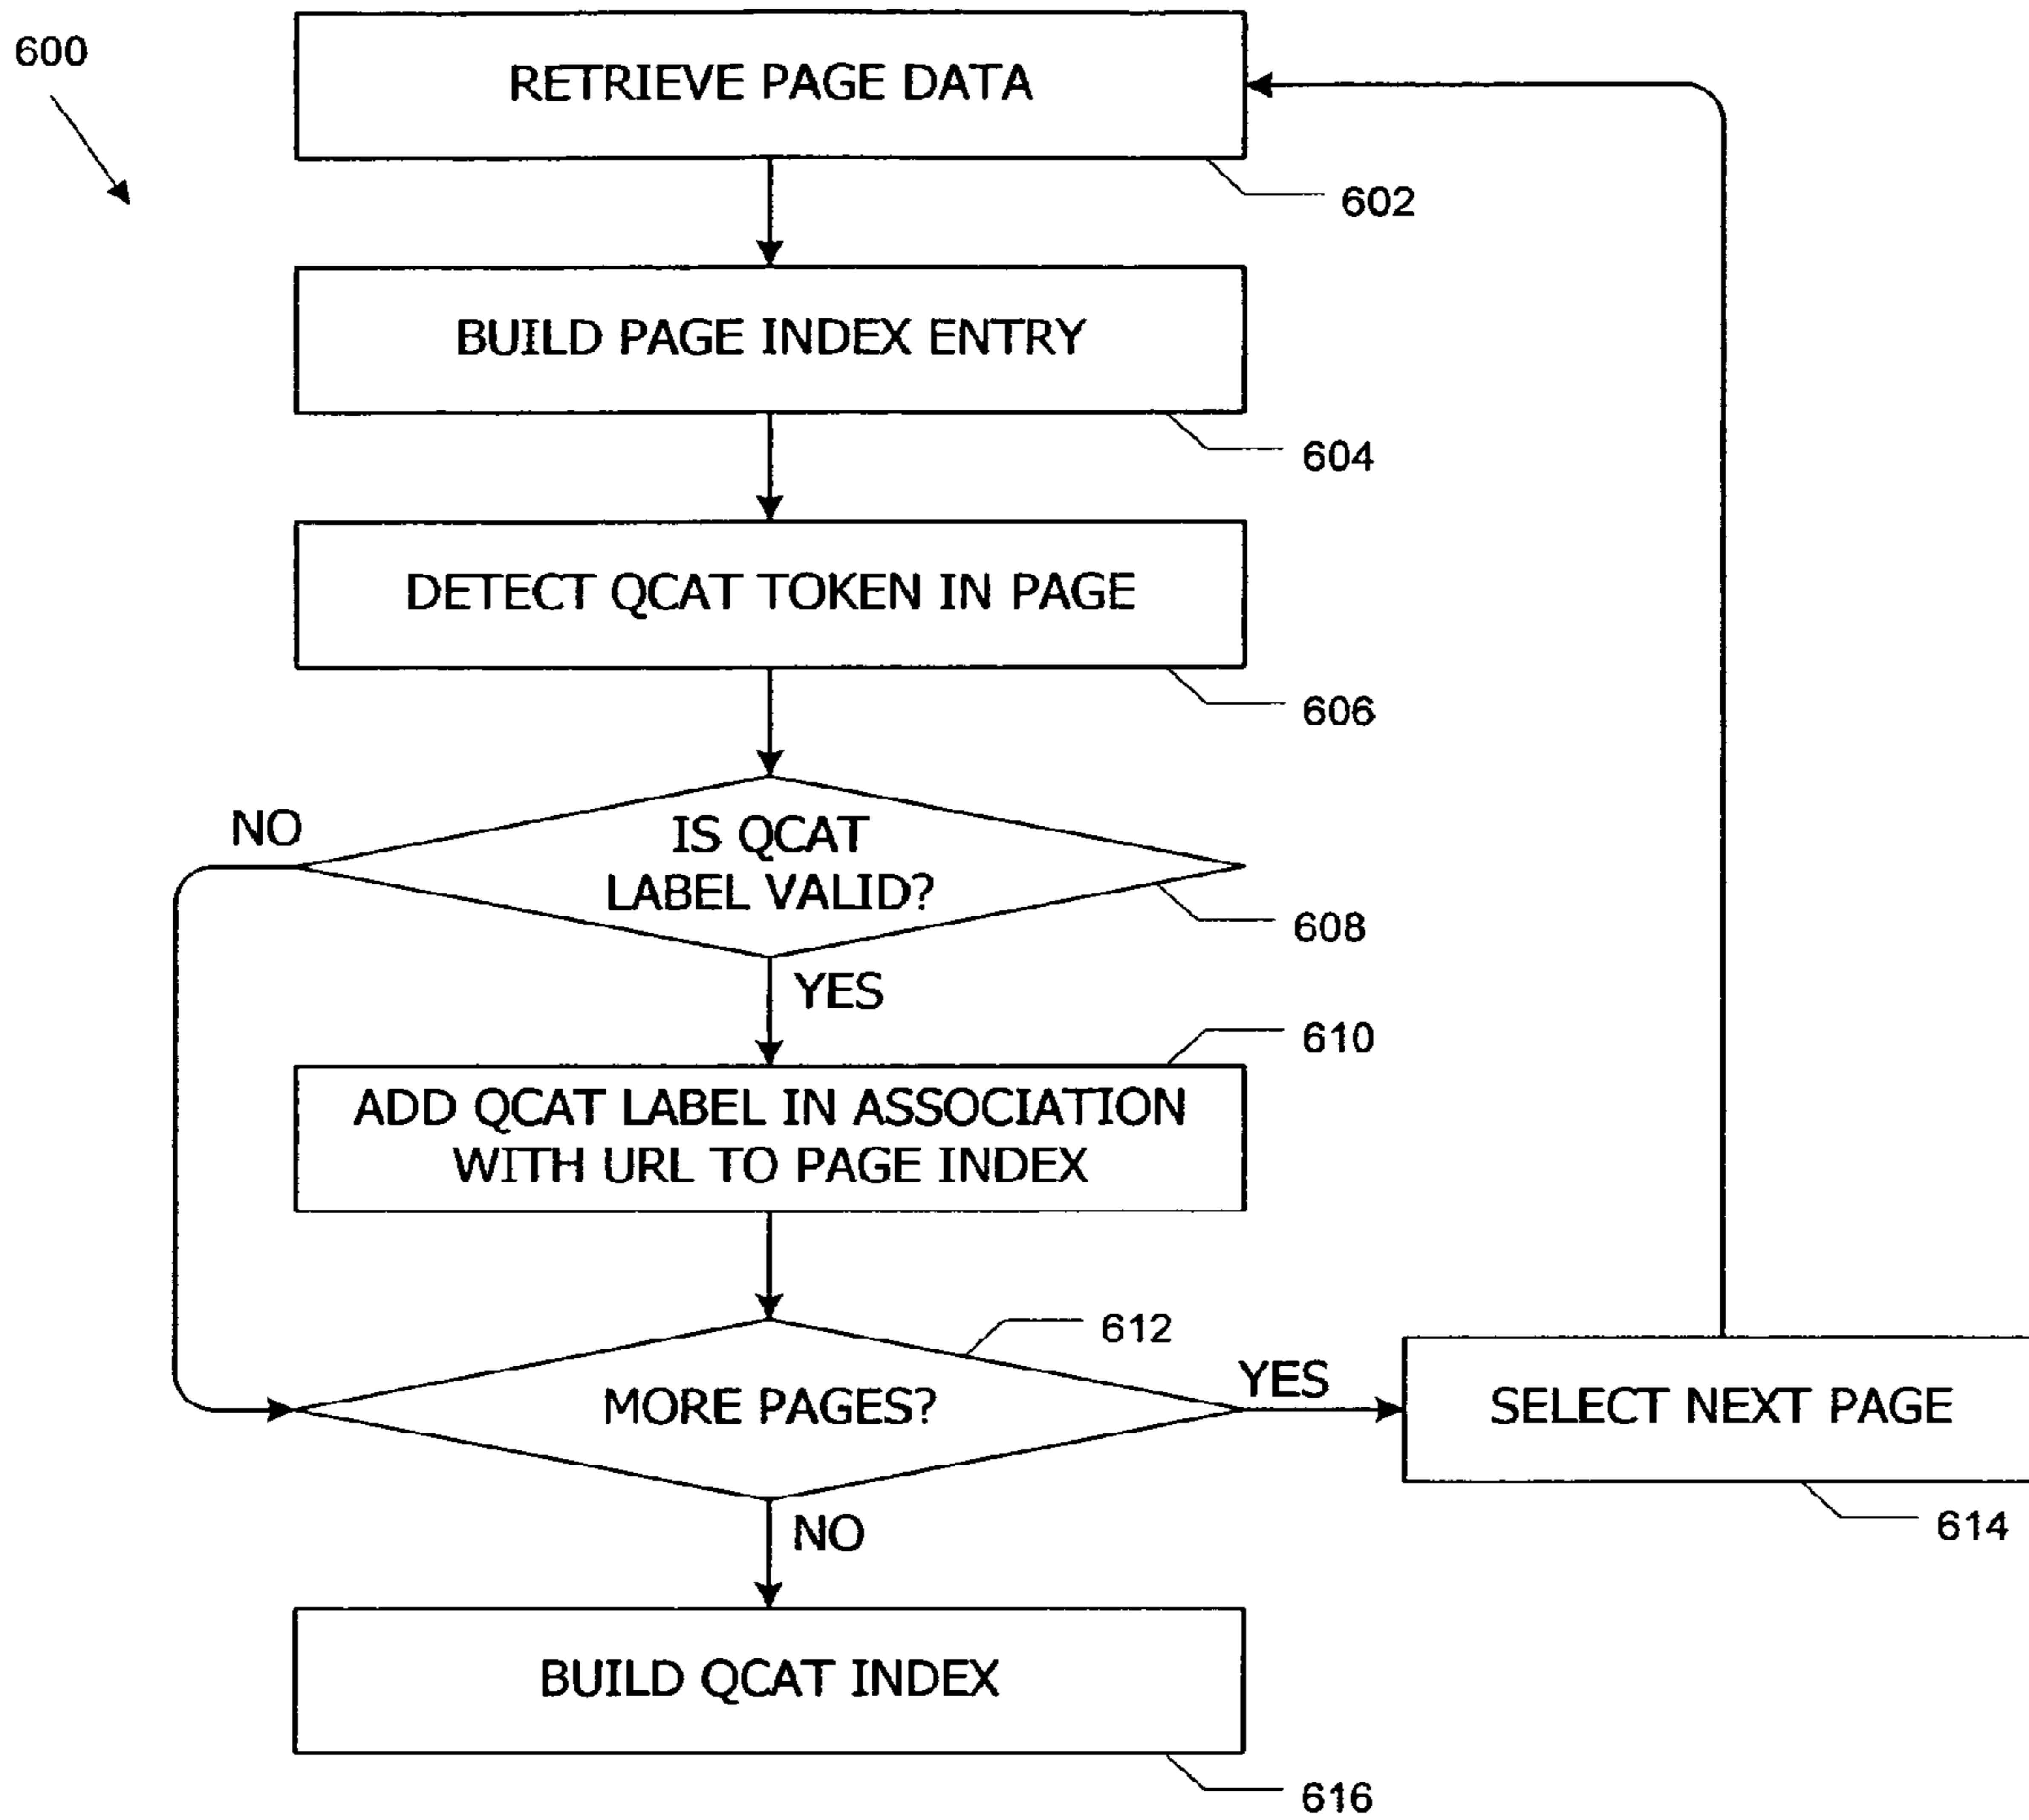 600
RETRIEVE PAGE DATA
602
BUILD PAGE INDEX ENTRY
604
DETECT QCAT TOKEN IN PAGE
606
NO
IS QCAT
LABEL VALID?
608
YES
610
ADD QCAT LABEL IN ASSOCIATION
WITH URL TO PAGE INDEX
612
MORE PAGES?
YES
SELECT NEXT PAGE
614
NO
BUILD QCAT INDEX
616